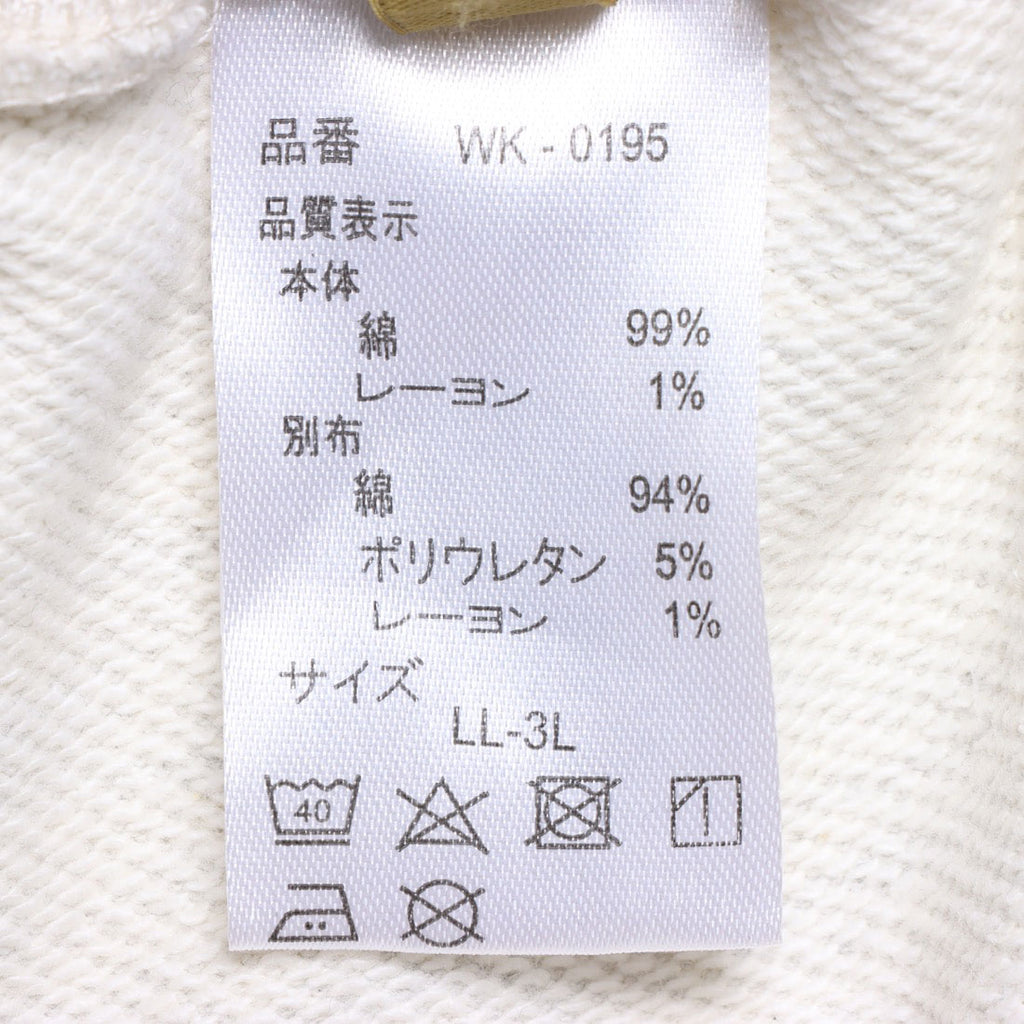 品番 WK - 0195
品質表示
本体
綿 99%
レーヨン 1%
別布
綿 94%
ポリウレタン 5%
レーヨン 1%
サイズ
LL-3L
40